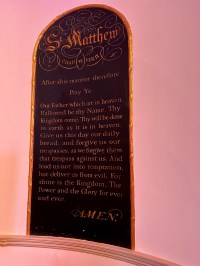 St. Matthew
After this manner therefore
Pray Ye
Our Father which art in heaven
Hallowed be thy Name. Thy
Kingdom come. Thy will be done
in earth as it is in heaven.
Give us this day our daily
bread, and forgive us our
trespasses, as we forgive them
that trespass against us. And
lead us not into temptation,
but deliver us from evil. For
thine is the Kingdom, The
Power and the Glory for ever
and ever.
AMEN.